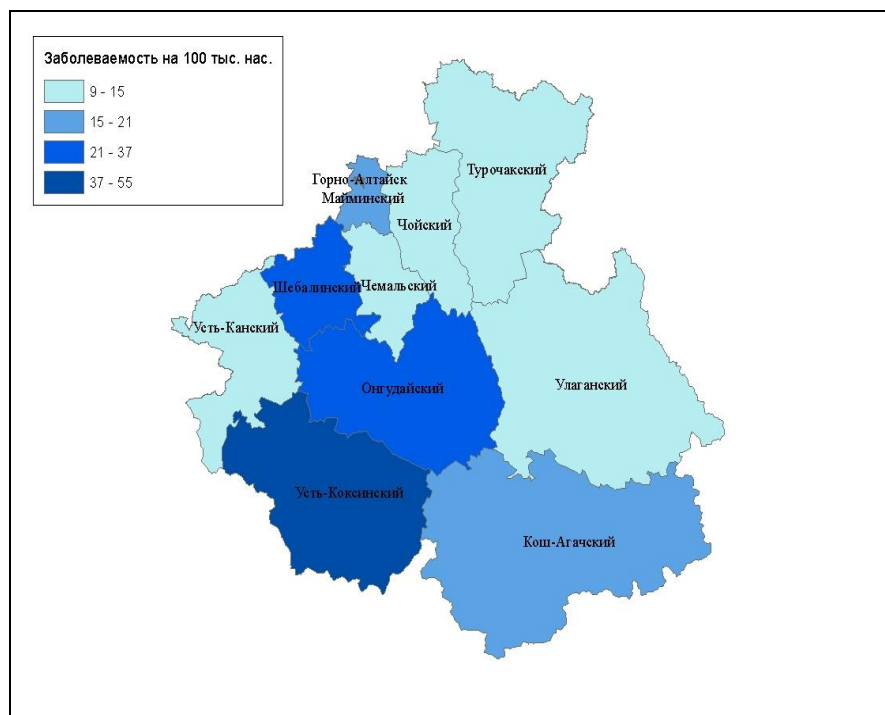 Заболеваемость на 100 тыс. нас.
9 - 15
15 - 21
21 - 37
37 - 55
Турочакский
Горно-Алтайск
Майминский
Чойский
Шебалинский
Чемальский
Усть-Канский
Онгудайский
Улаганский
Усть-Коксинский
Кош-Агачский